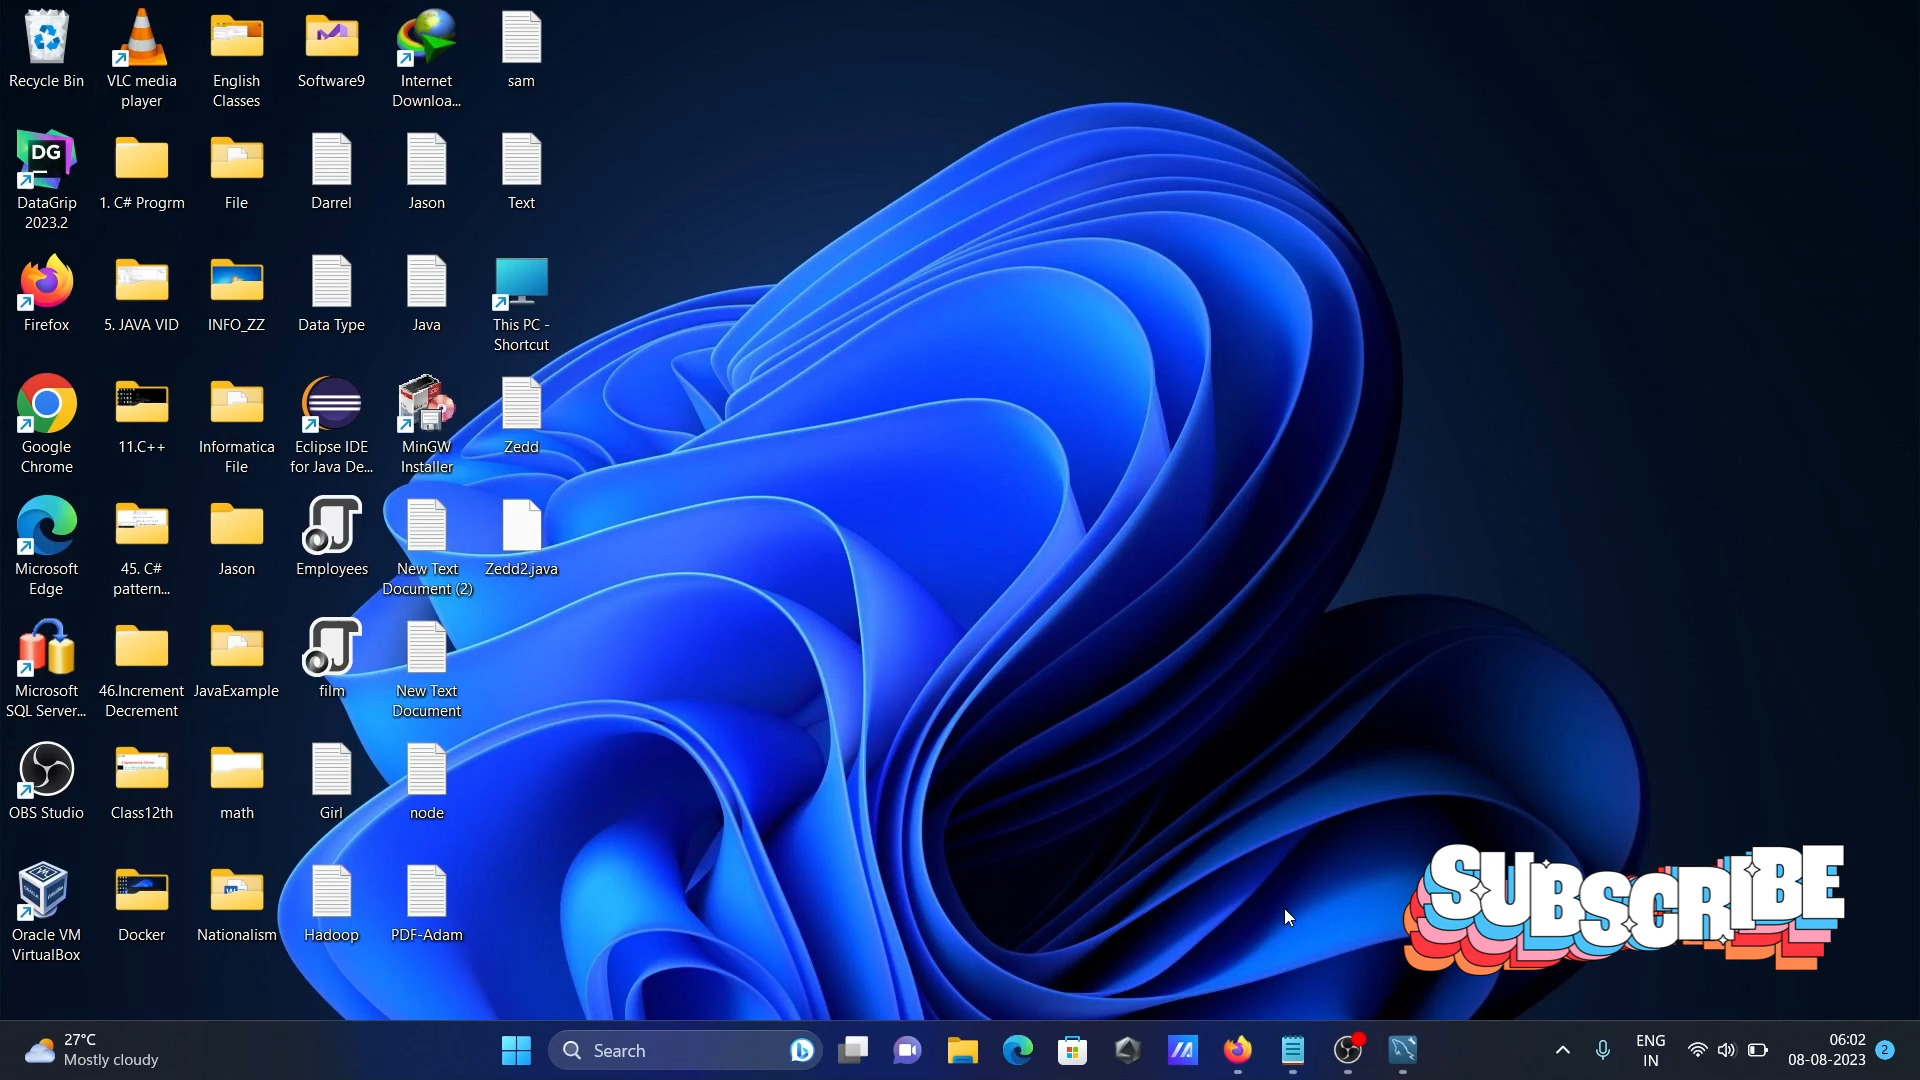 Recycle Bin
VLC media
player
English
Classes
Software9
Internet
Downloa...
sam
DG
DataGrip
2023.2
1. C# Progrm
File
Darrel
Jason
Text
Firefox
5. JAVA VID
INFO_ZZ
Data Type
Java
This PC -
Shortcut
Google
Chrome
11.C++
Informatica
File
Eclipse IDE
for Java De...
MinGW
Installer
Zedd
Microsoft
Edge
45. C#
pattern...
Jason
Employees
New Text
Document (2)
Zedd2.java
Microsoft
SQL Server...
46.Increment
Decrement
JavaExample
film
New Text
Document
OBS Studio
Class12th
math
Girl
node
Oracle VM
VirtualBox
Docker
Nationalism
Hadoop
PDF-Adam
SUBSCRIBE
27°C
Mostly cloudy
Search
ENG
IN
06:02
08-08-2023
2